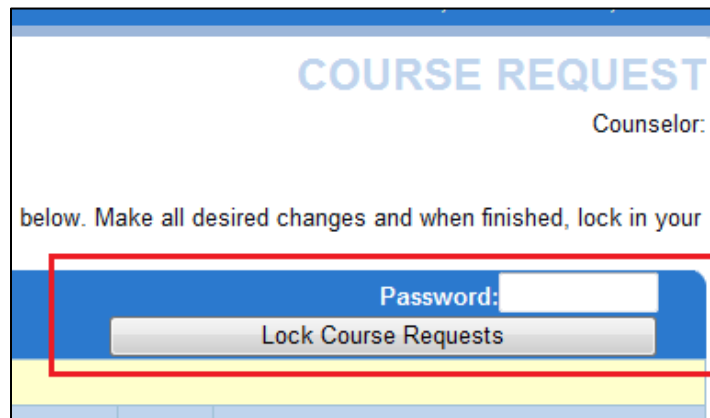 COURSE REQUEST
Counselor:
below. Make all desired changes and when finished, lock in your
Password:
Lock Course Requests